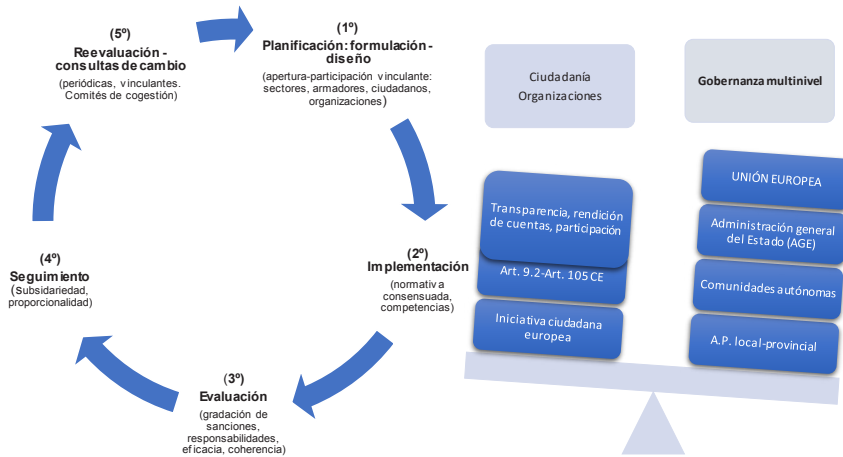 (1º)
Planificación: formulación -
diseño
(apertura-participación vinculante:
sectores, armadores, ciudadanos,
organizaciones)
(2º)
Implementación
(normativa
consensuada,
competencias)
(3º)
Evaluación
(gradación de
sanciones,
responsabilidades,
eficacia, coherencia)
(4º)
Seguimiento
(Subsidariedad,
proporcionalidad)
(5º)
Reevaluación -
consultas de cambio
(periódicas, vinculantes.
Comités de cogestión)
Ciudadanía
Organizaciones
Transparencia, rendición
de cuentas, participación
Art. 9.2-Art. 105 CE
Iniciativa ciudadana
europea
Gobernanza multinivel
UNIÓN EUROPEA
Administración general
del Estado (AGE)
Comunidades autónomas
A.P. local-provincial